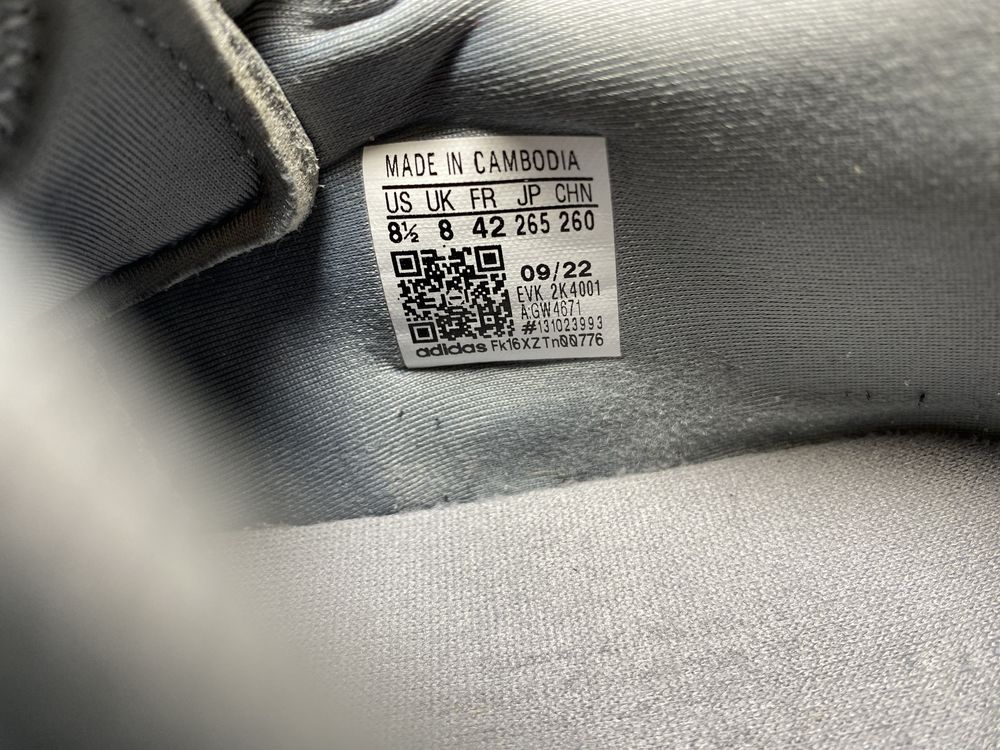 MADE IN CAMBODIA
US UK FR JP CHN
8½ 8 42 265 260
09/22
EVK 2K4001
A:GW4671
#131023993
adidas Fk16XZTn00776